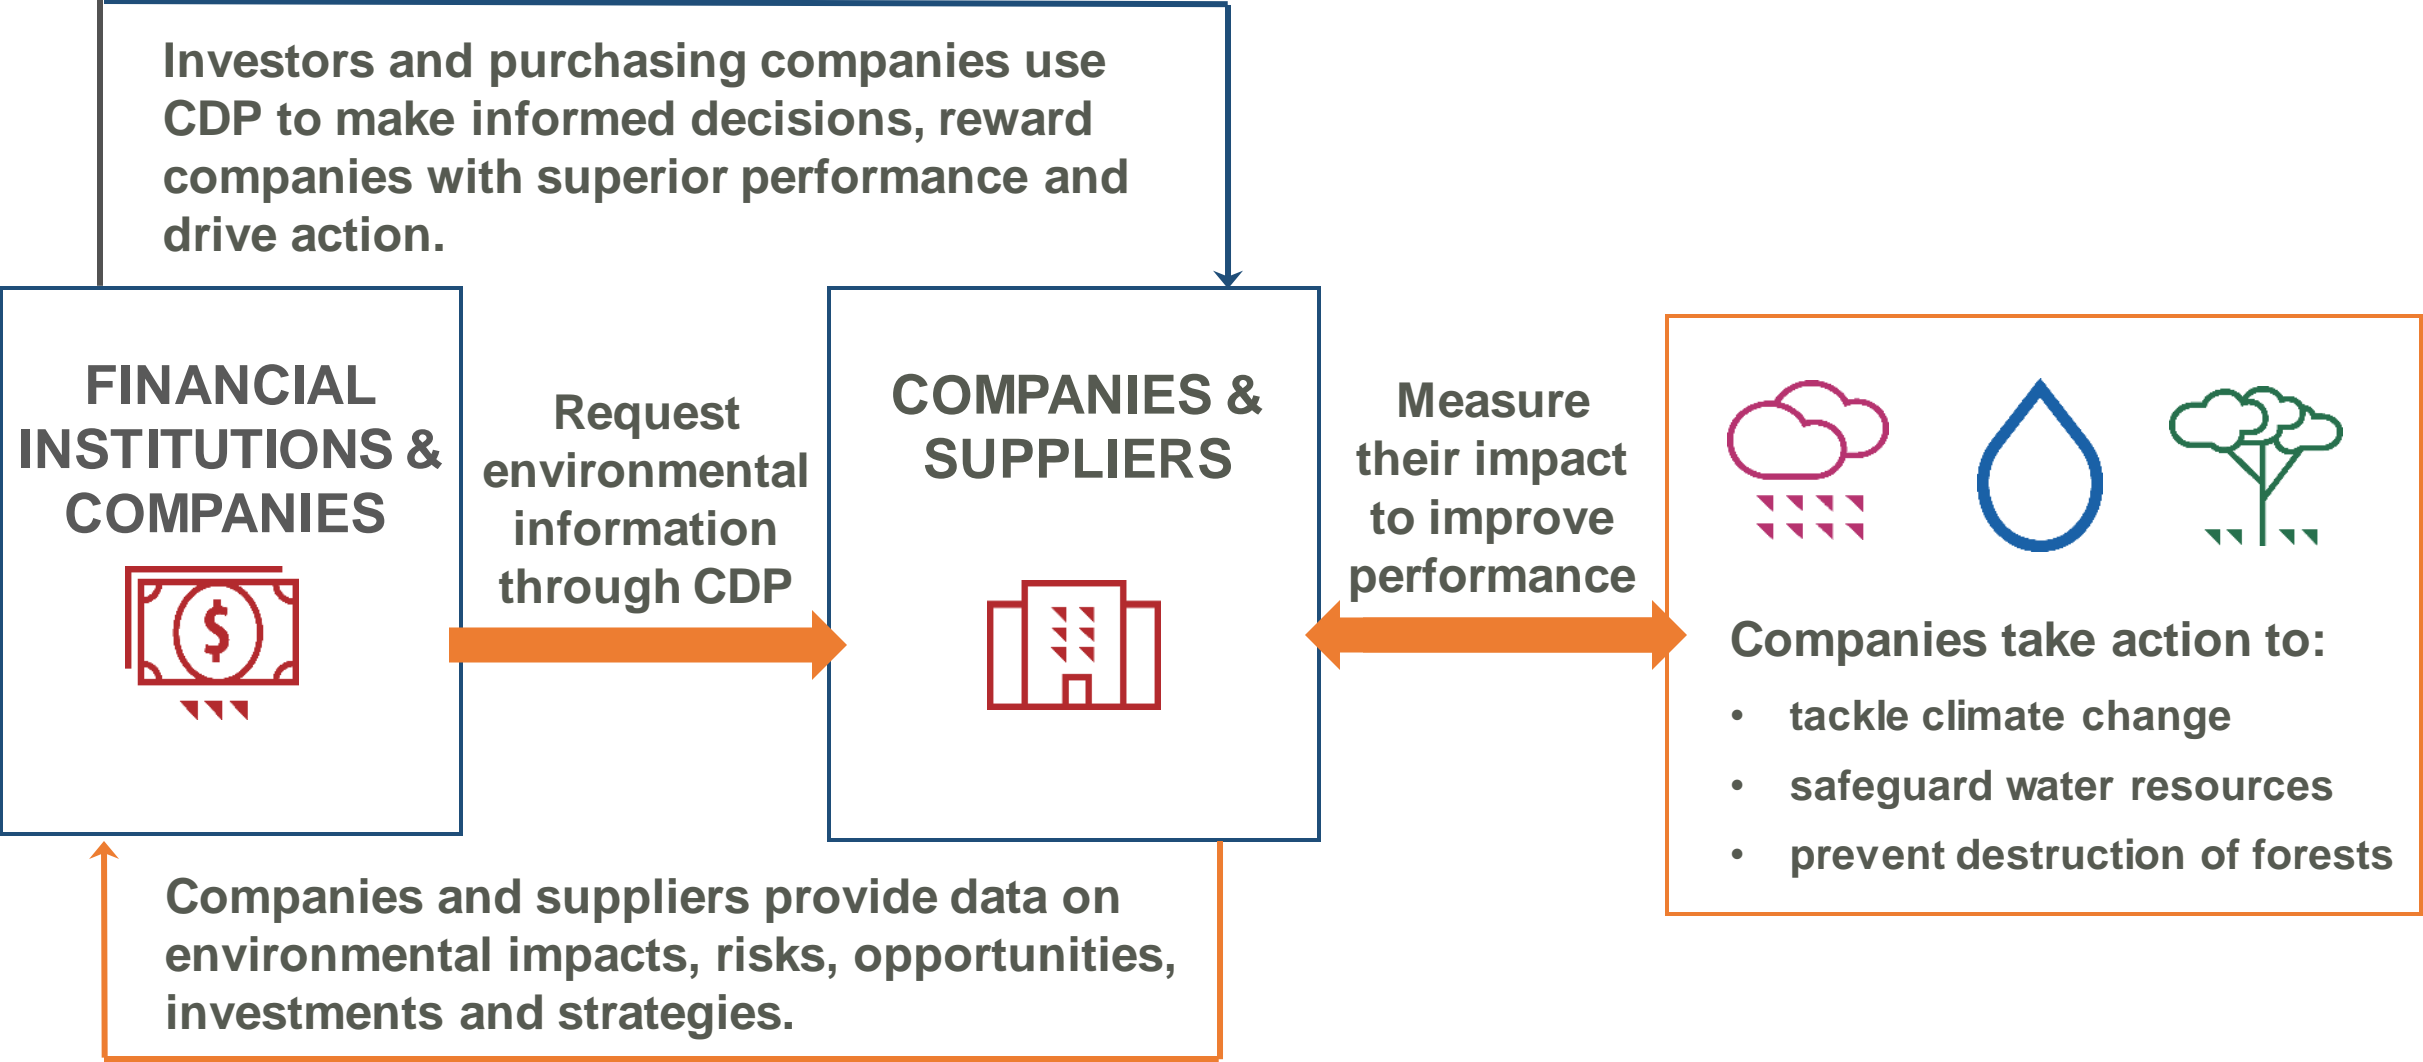 Investors and purchasing companies use
CDP to make informed decisions, reward
companies with superior performance and
drive action.
FINANCIAL
INSTITUTIONS &
COMPANIES
$
Request
environmental
information
through CDP
COMPANIES &
SUPPLIERS
Measure
their impact
to improve
performance
Companies take action to:
• tackle climate change
• safeguard water resources
• prevent destruction of forests
Companies and suppliers provide data on
environmental impacts, risks, opportunities,
investments and strategies.